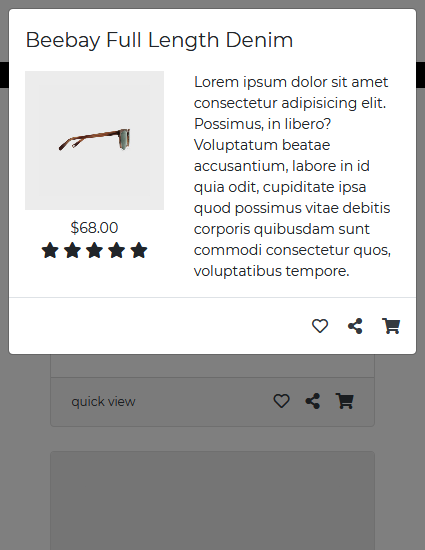 Beebay Full Length Denim
$68.00
Lorem ipsum dolor sit amet
consectetur adipisicing elit.
Possimus, in libero?
Voluptatum beatae
accusantium, labore in id
quia odit, cupiditate ipsa
quod possimus vitae debitis
corporis quibusdam sunt
commodi consectetur quos,
voluptatibus tempore.
quick view